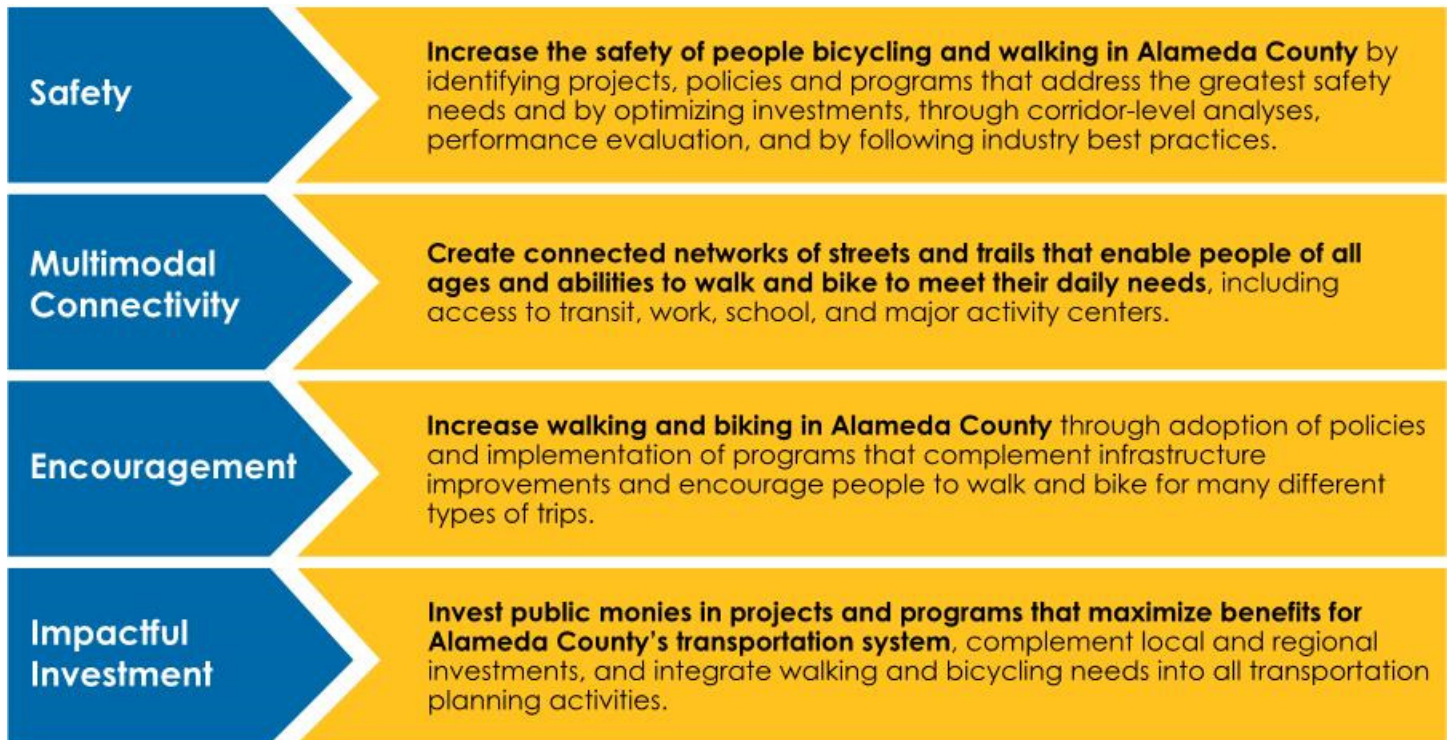 Safety
Increase the safety of people bicycling and walking in Alameda County by
identifying projects, policies and programs that address the greatest safety
needs and by optimizing investments, through corridor-level analyses,
performance evaluation, and by following industry best practices.
Multimodal
Connectivity
Create connected networks of streets and trails that enable people of all
ages and abilities to walk and bike to meet their daily needs, including
access to transit, work, school, and major activity centers.
Encouragement
Increase walking and biking in Alameda County through adoption of policies
and implementation of programs that complement infrastructure
improvements and encourage people to walk and bike for many different
types of trips.
Impactful
Investment
Invest public monies in projects and programs that maximize benefits for
Alameda County's transportation system, complement local and regional
investments, and integrate walking and bicycling needs into all transportation
planning activities.